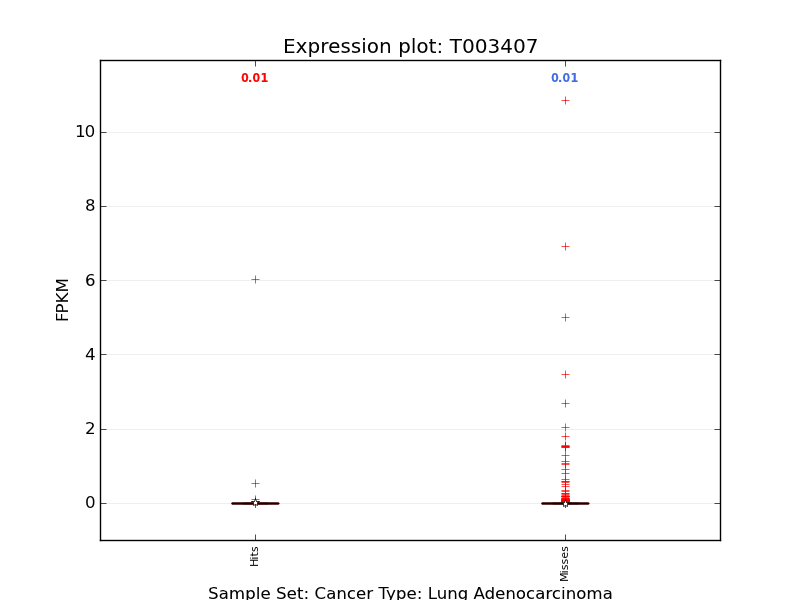 Expression plot: T003407
0.01
0.01
10
8
6
4
2
0
FPKM
Hits
Misses
Sample Set: Cancer Type: Lung Adenocarcinoma